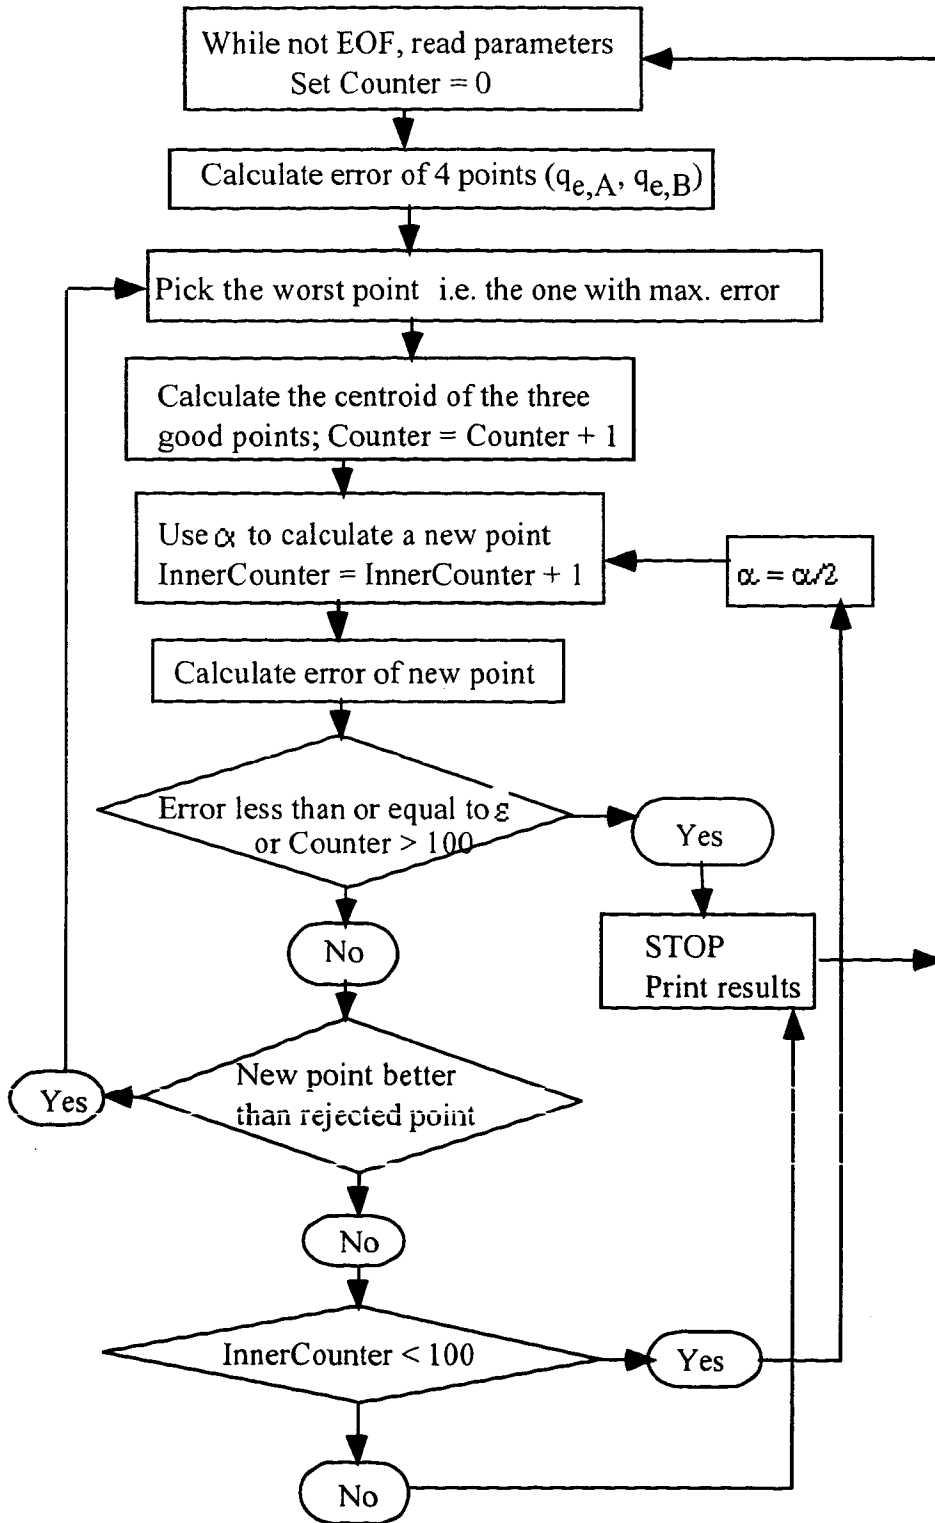 While not EOF, read parameters
Set Counter = 0
Calculate error of 4 points (qe,A, qe,B)
Pick the worst point i.e. the one with max. error
Calculate the centroid of the three
good points; Counter = Counter + 1
Use α to calculate a new point
InnerCounter = InnerCounter + 1
α = α/2
Calculate error of new point
Error less than or equal to ε
or Counter > 100
Yes
No
STOP
Print results
New point better
than rejected point
Yes
No
InnerCounter < 100
Yes
No